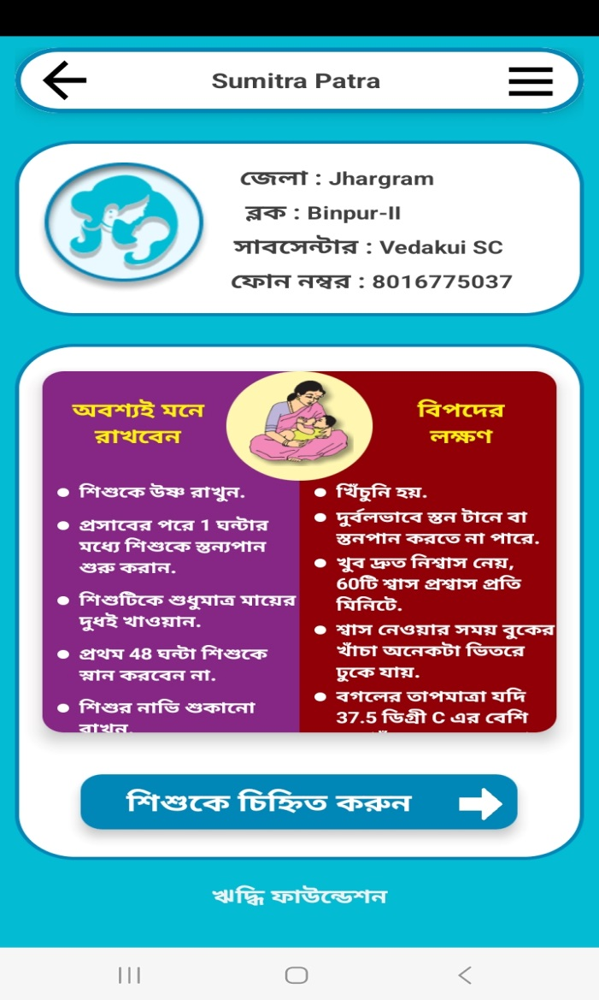 Sumitra Patra
জেলা : Jhargram
ব্লক : Binpur-II
সাবসেন্টার : Vedakui SC
ফোন নম্বর : 8016775037
অবশ্যই মনে
রাখবেন
শিশুকে উষ্ণ রাখুন.
প্রসাবের পরে 1 ঘন্টার
মধ্যে শিশুকে স্তন্যপান
শুরু করান.
শিশুটিকে শুধুমাত্র মায়ের
দুধই খাওয়ান.
প্রথম 48 ঘন্টা শিশুকে
স্নান করবেন না.
শিশুর নাভি শুকানো
রাখুন.
বিপদের
লক্ষণ
খিঁচুনি হয়.
দুর্বলভাবে স্তন টানে বা
স্তনপান করতে না পারে.
খুব দ্রুত নিশ্বাস নেয়,
60টি শ্বাস প্রশ্বাস প্রতি
মিনিটে.
শ্বাস নেওয়ার সময় বুকের
খাঁচা অনেকটা ভিতরে
ঢুকে যায়.
বগলের তাপমাত্রা যদি
37.5 ডিগ্রী C এর বেশি
শিশুকে চিহ্নিত করুন
ঋদ্ধি ফাউন্ডেশন